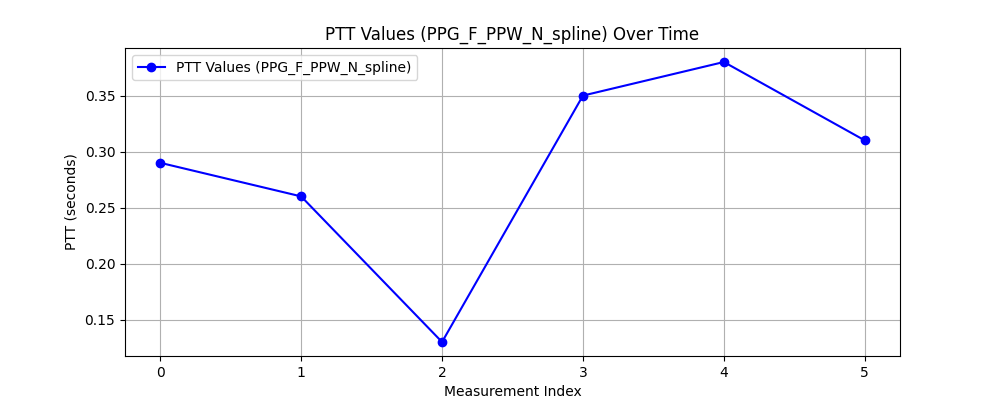 PTT Values (PPG_F_PPW_N_spline) Over Time
PTT Values (PPG_F_PPW_N_spline)
PTT (seconds)
0.35
0.30
0.25
0.20
0.15
0 1 2 3 4 5
Measurement Index